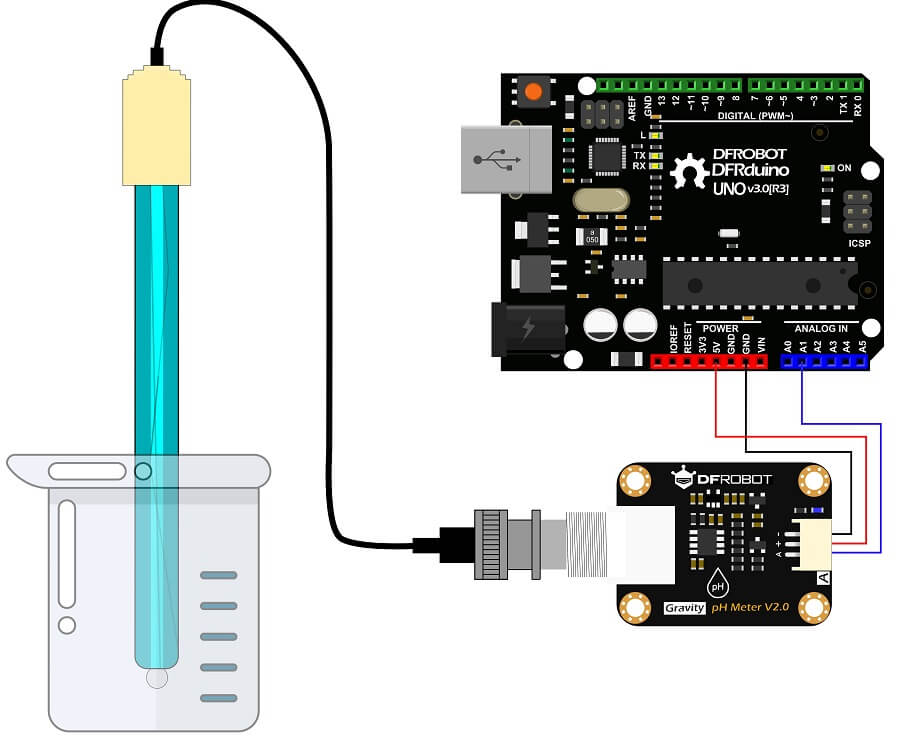 AREF
GND
13
12
~11
~10
~9
8
7
~6
~5
4
~3
2
TX 1
RX 0
DIGITAL (PWM~)
L
TX
RX
DFROBOT
DFRduino
UNO v3.0[R3]
ON
ICSP
8
050
POWER
ANALOG IN
IOREF
RESET
3V3
5V
GND
GND
VIN
A0
A1
A2
A3
A4
A5
DFROBOT
- + A
A
pH
Gravity pH Meter V2.0